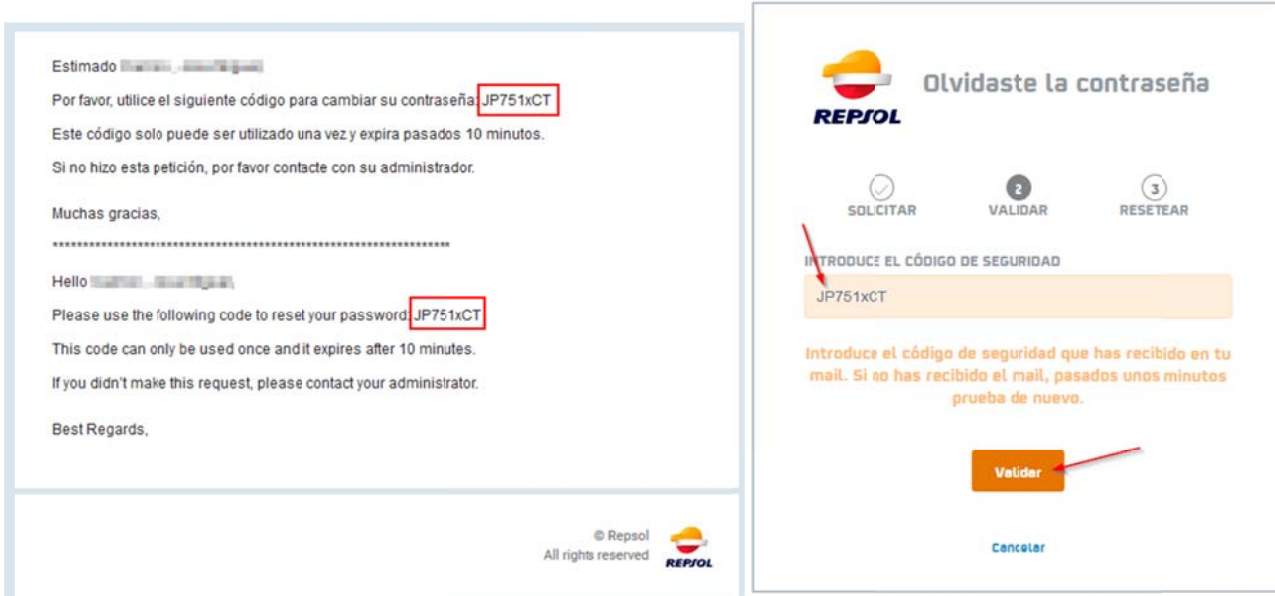 Estimado
Por favor, utilice el siguiente código para cambiar su contraseña: JP751xCT
Este código solo puede ser utilizado una vez y expira pasados 10 minutos.
Si no hizo esta petición, por favor contacte con su administrador.
Muchas gracias,
******************************************************************
Hello
Please use the following code to reset your password: JP751xCT
This code can only be used once and it expires after 10 minutes.
If you didn't make this request, please contact your administrator.
Best Regards,
© Repsol
All rights reserved
REPSOL
Olvidaste la contraseña
REPSOL
2
3
SOLICITAR
VALIDAR
RESETEAR
INTRODUCE EL CÓDIGO DE SEGURIDAD
JP751xCT
Introduce el código de seguridad que has recibido en tu
mail. Si no has recibido el mail, pasados unos minutos
prueba de nuevo.
Validar
Cancelar